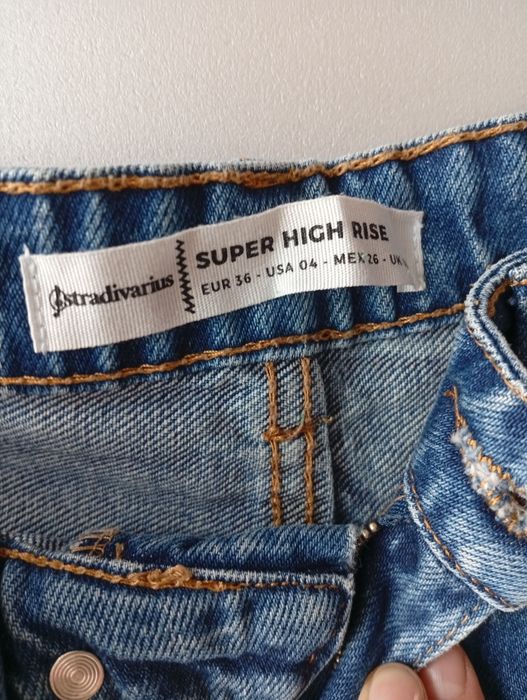 stradivarius
SUPER HIGH RISE
EUR 36 - USA 04 - MEX 26 - UK